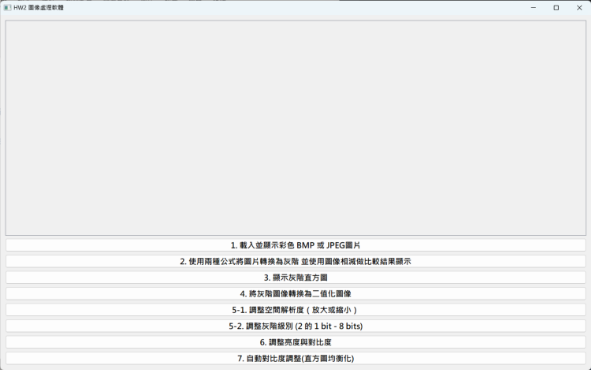 HW2 圖像處理軟體
1. 載入並顯示彩色 BMP 或 JPEG圖片
2. 使用兩種公式將圖片轉換為灰階 並使用圖像相減做比較結果顯示
3. 顯示灰階直方圖
4. 將灰階圖像轉換為二值化圖像
5-1. 調整空間解析度 ( 放大或縮小 )
5-2. 調整灰階級別 (2 的 1 bit - 8 bits)
6. 調整亮度與對比度
7. 自動對比度調整(直方圖均衡化)